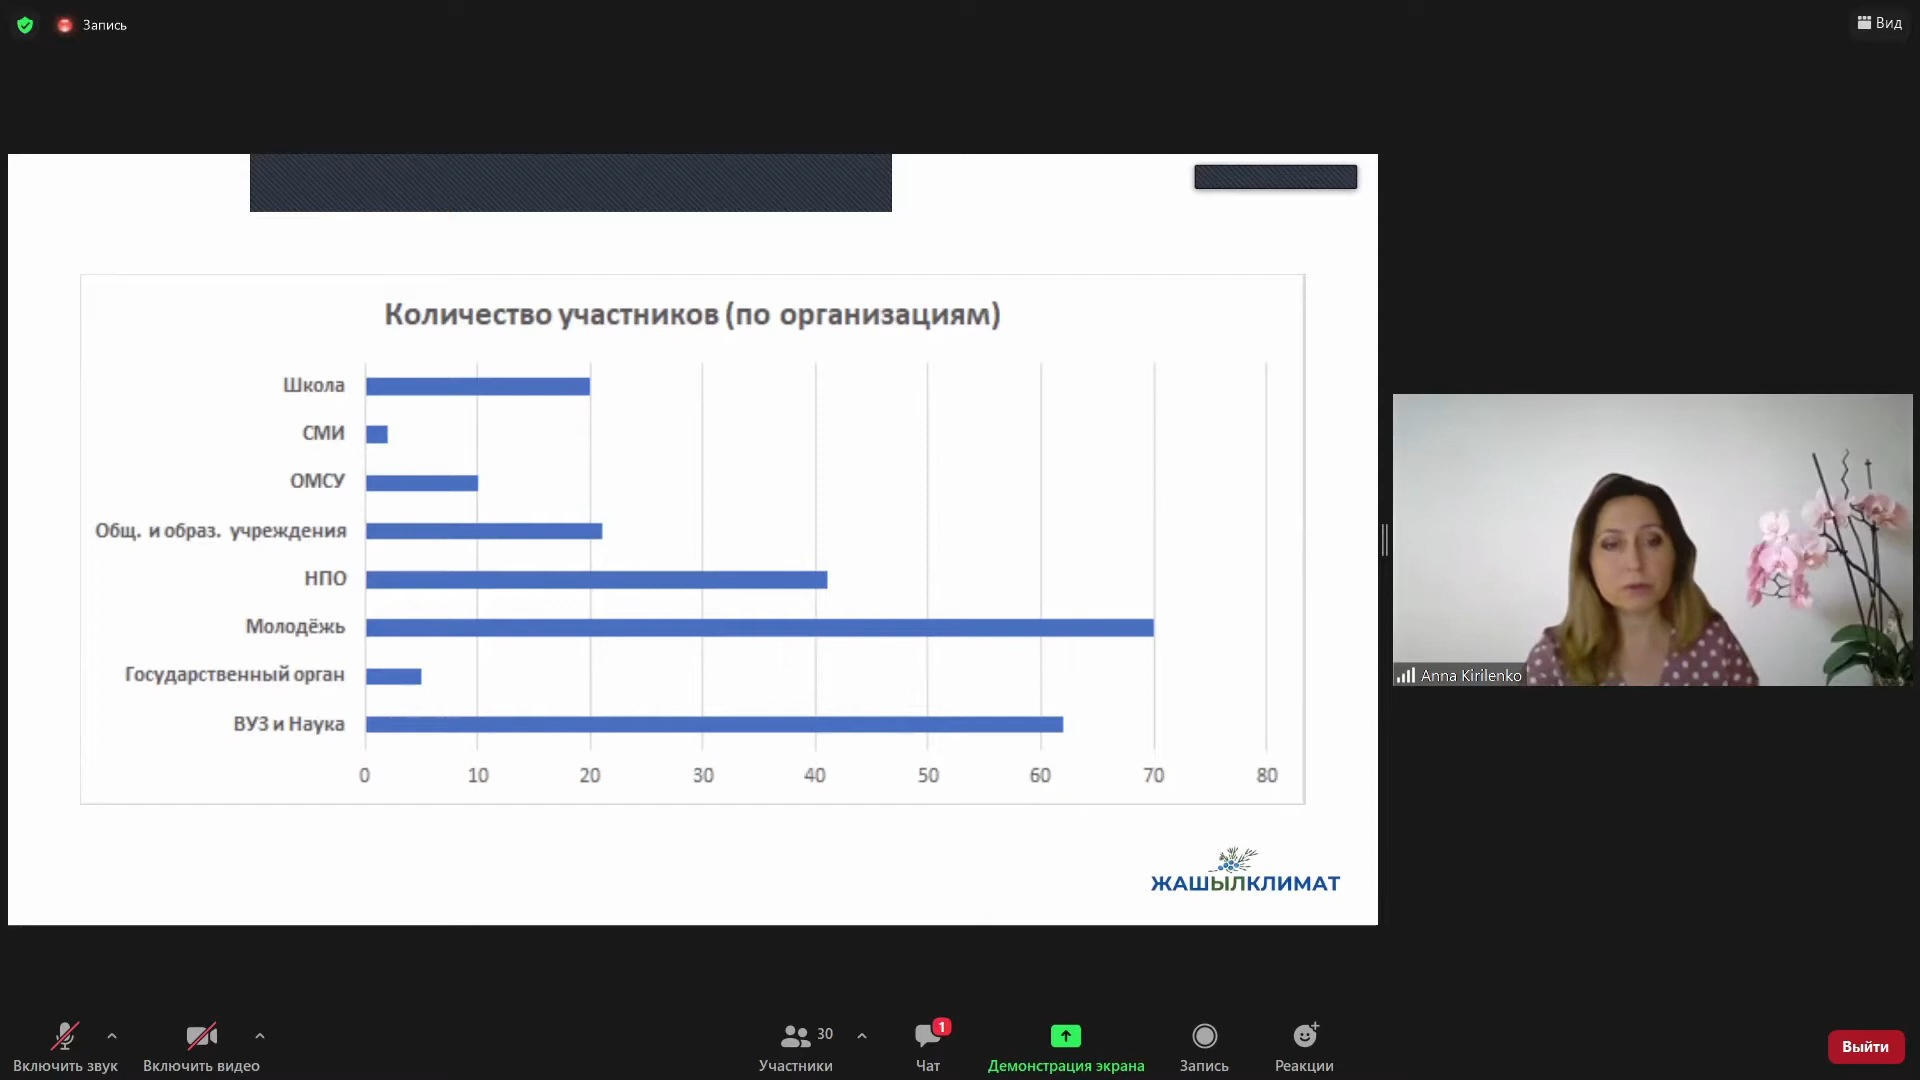 Запись
Вид
Количество участников (по организациям)
Школа
СМИ
ОМСУ
Общ. и образ. учреждения
НПО
Молодёжь
Государственный орган
ВУЗ и Наука
0 10 20 30 40 50 60 70 80
ЖАШЫЛКЛИМАТ
Anna Kirilenko
30
1
Включить звук
Включить видео
Участники
Чат
Демонстрация экрана
Запись
Реакции
Выйти